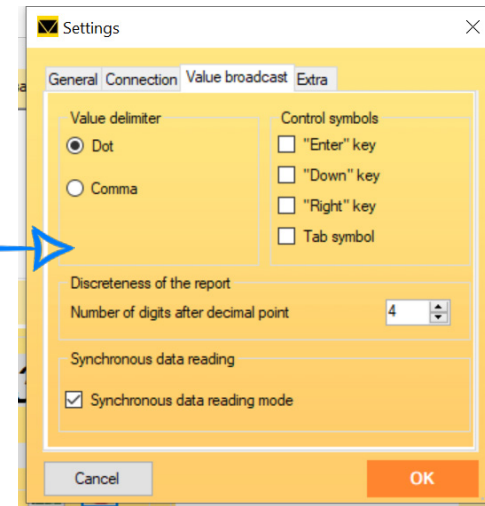 Settings
General Connection Value broadcast Extra
Value delimiter
Dot
Comma
Control symbols
"Enter" key
"Down" key
"Right" key
Tab symbol
Discreteness of the report
Number of digits after decimal point 4
Synchronous data reading
Synchronous data reading mode
Cancel OK